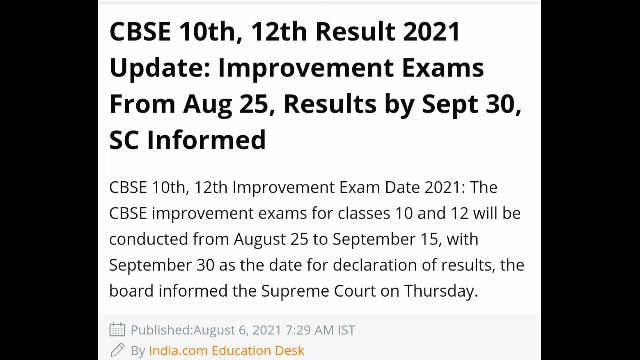 CBSE 10th, 12th Result 2021
Update: Improvement Exams
From Aug 25, Results by Sept 30,
SC Informed
CBSE 10th, 12th Improvement Exam Date 2021: The
CBSE improvement exams for classes 10 and 12 will be
conducted from August 25 to September 15, with
September 30 as the date for declaration of results, the
board informed the Supreme Court on Thursday.
Published:August 6, 2021 7:29 AM IST
By India.com Education Desk